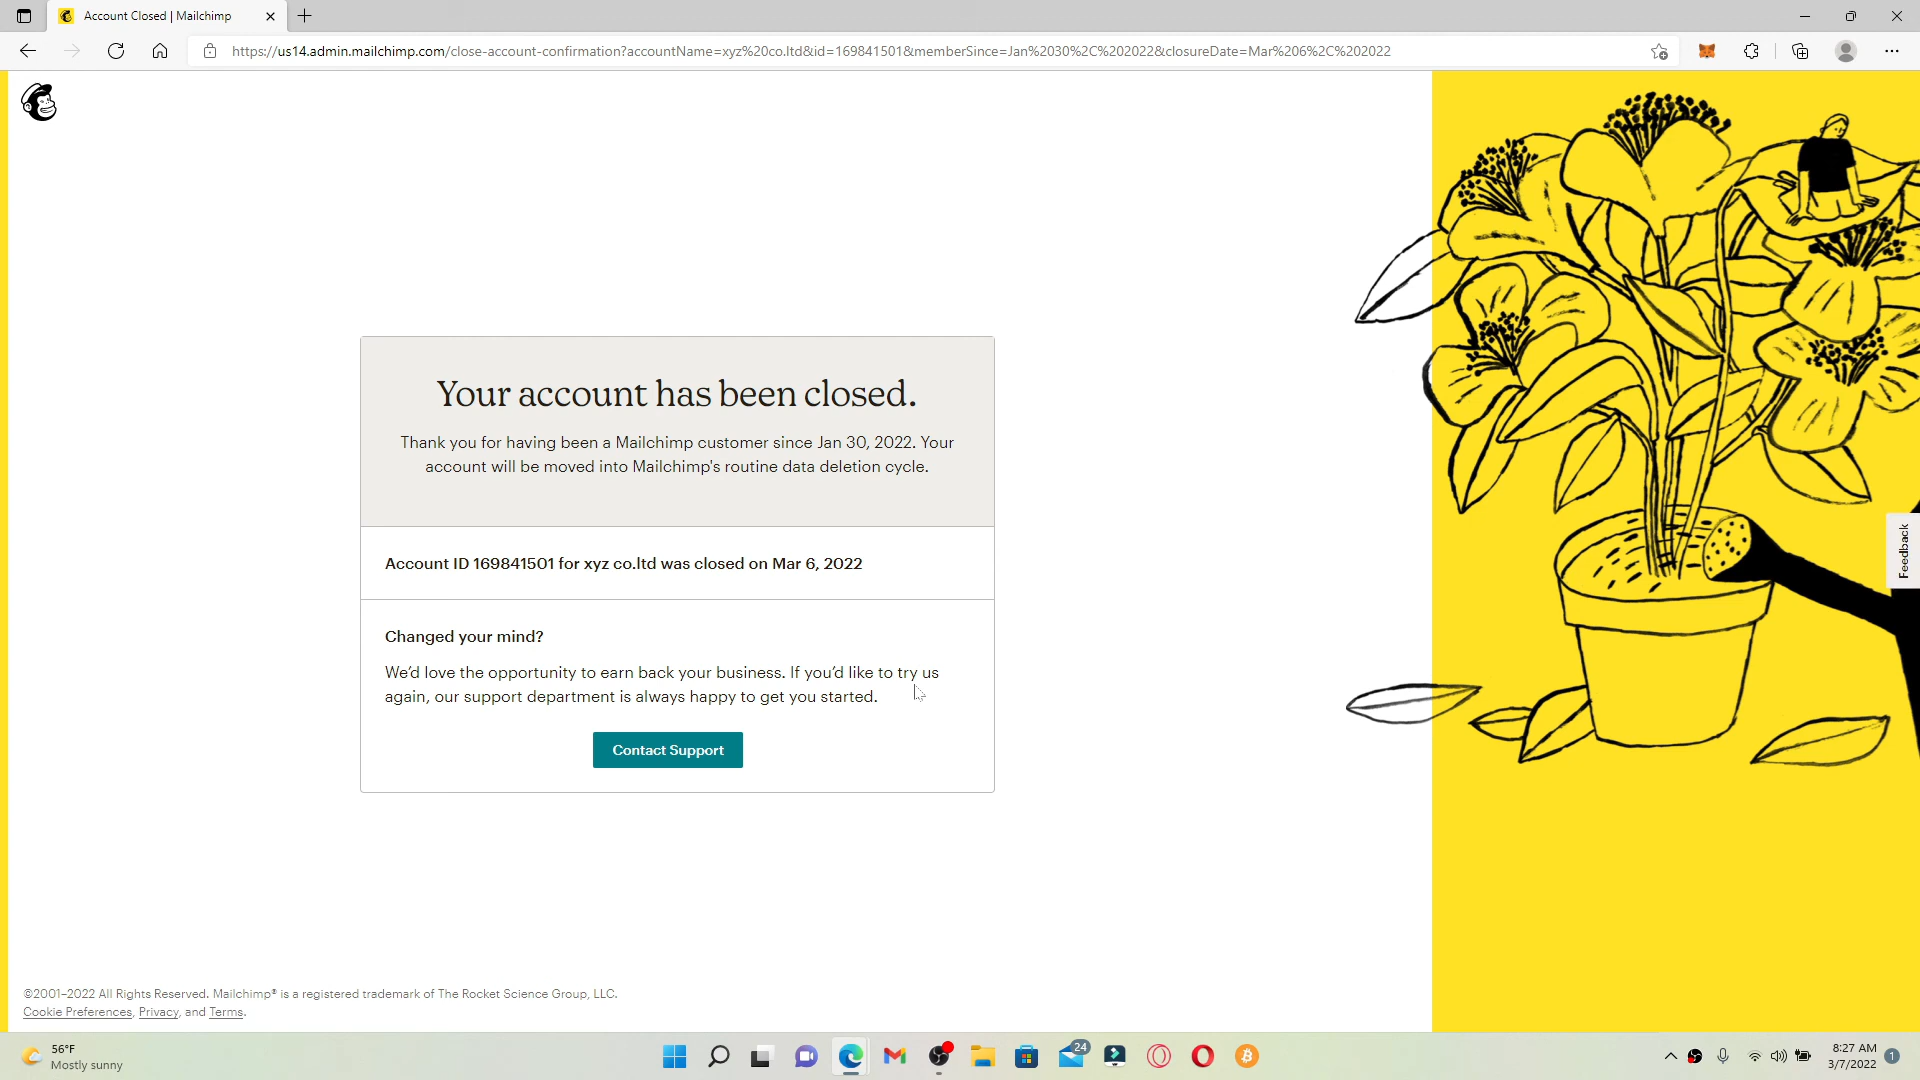 Account Closed | Mailchimp
https://us14.admin.mailchimp.com/close-account-confirmation?accountName=xyz%20co.ltd&id=169841501&memberSince=Jan%2030%2C%202022&closureDate=Mar%206%2C%202022
Your account has been closed.
Thank you for having been a Mailchimp customer since Jan 30, 2022. Your
account will be moved into Mailchimp's routine data deletion cycle.
Account ID 169841501 for xyz co.ltd was closed on Mar 6, 2022
Changed your mind?
We'd love the opportunity to earn back your business. If you'd like to try us
again, our support department is always happy to get you started.
Contact Support
Feedback
©2001–2022 All Rights Reserved. Mailchimp® is a registered trademark of The Rocket Science Group, LLC.
Cookie Preferences, Privacy, and Terms.
56°F
Mostly sunny
24
8:27 AM
3/7/2022
1